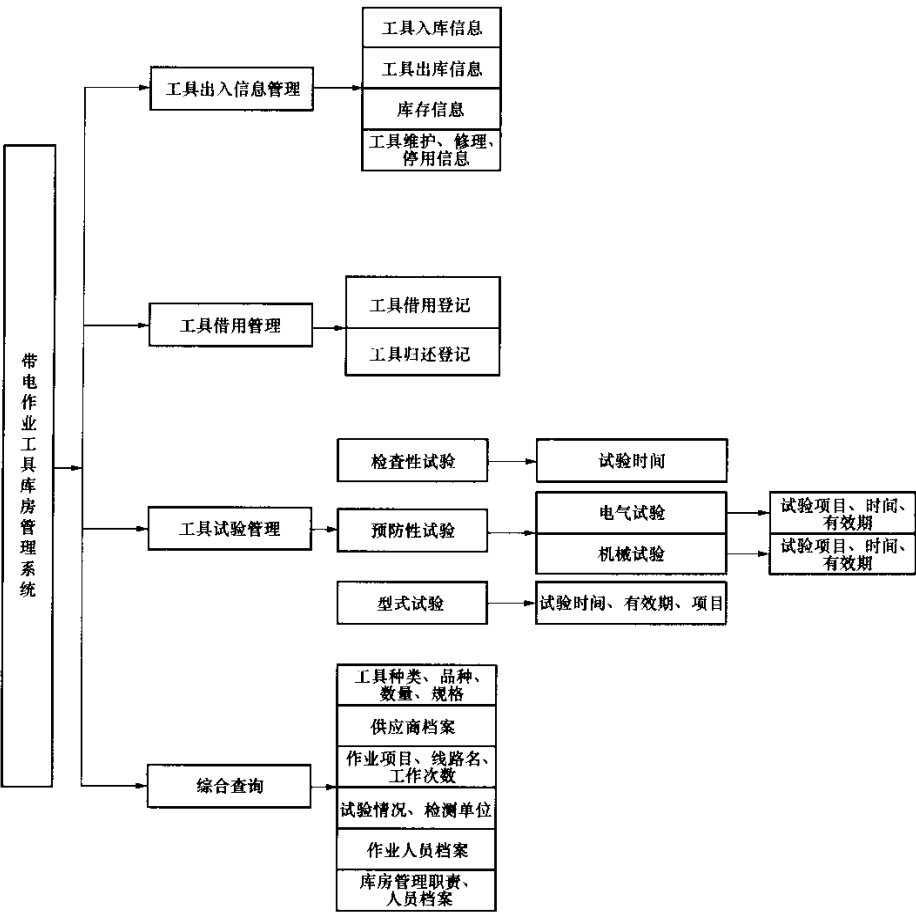 带电作业工具库房管理系统
工具出入信息管理
工具入库信息
工具出库信息
库存信息
工具维护、修理、
停用信息
工具借用管理
工具借用登记
工具归还登记
工具试验管理
检查性试验
试验时间
预防性试验
电气试验
试验项目、时间、
有效期
机械试验
试验项目、时间、
有效期
型式试验
试验时间、有效期、项目
综合查询
工具种类、品种、
数量、规格
供应商档案
作业项目、线路名、
工作次数
试验情况、检测单位
作业人员档案
库房管理职责、
人员档案